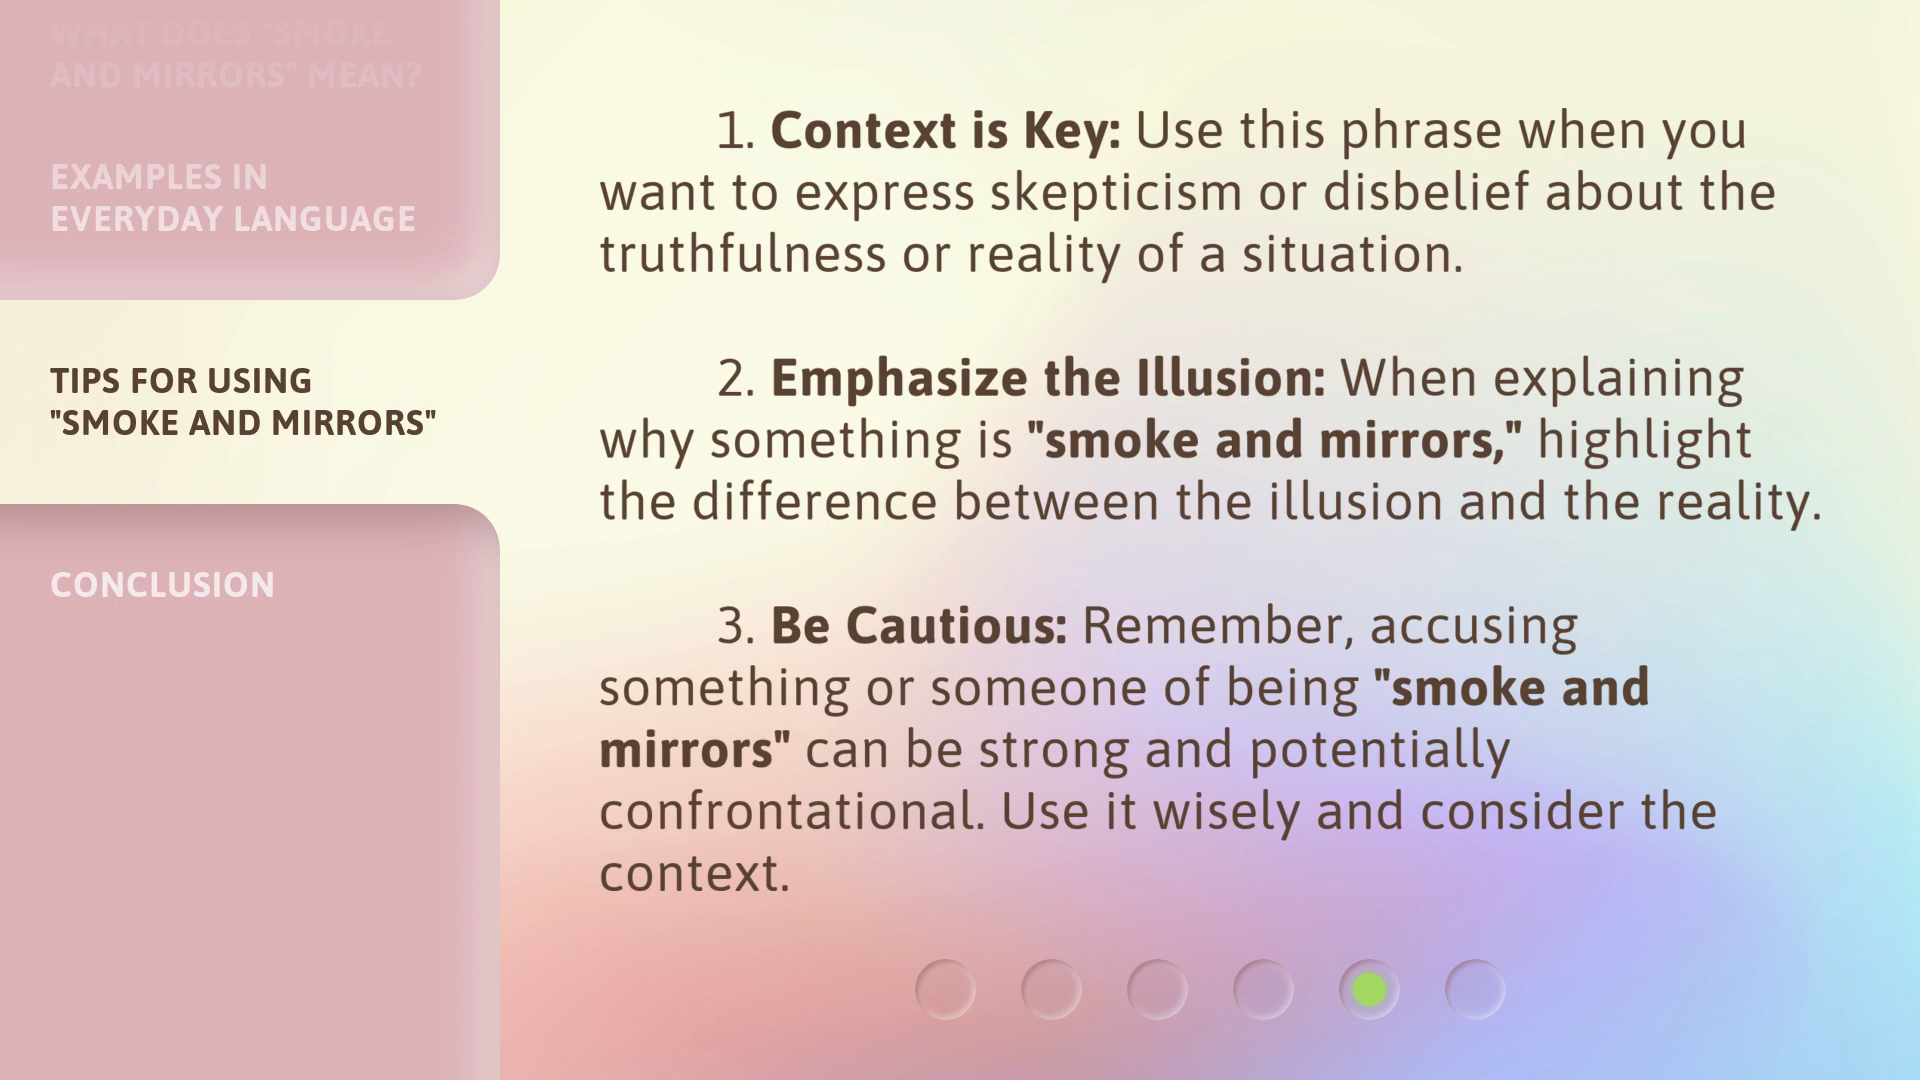 WHAT DOES "SMOKE
AND MIRRORS" MEAN?
EXAMPLES IN
EVERYDAY LANGUAGE
TIPS FOR USING
"SMOKE AND MIRRORS"
CONCLUSION
1. Context is Key: Use this phrase when you
want to express skepticism or disbelief about the
truthfulness or reality of a situation.
2. Emphasize the Illusion: When explaining
why something is "smoke and mirrors," highlight
the difference between the illusion and the reality.
3. Be Cautious: Remember, accusing
something or someone of being "smoke and
mirrors" can be strong and potentially
confrontational. Use it wisely and consider the
context.